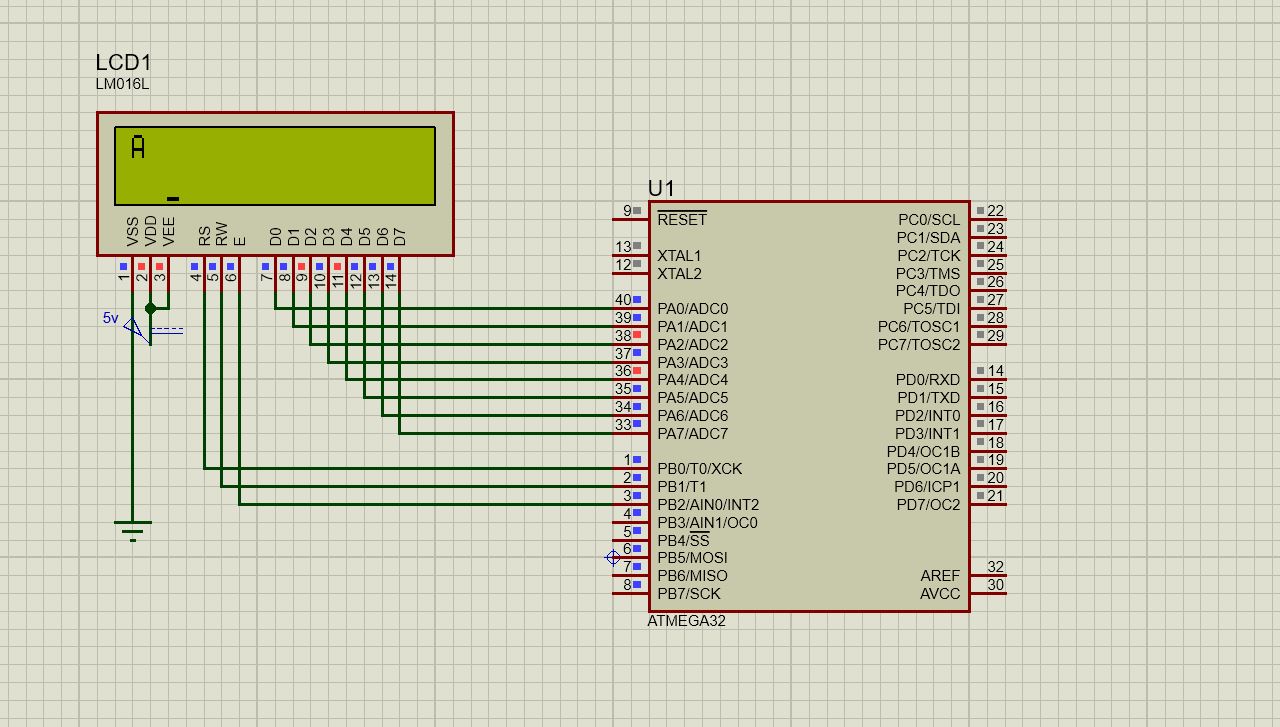 LCD1
LM016L
A
VSS
VDD
VEE
RS
RW
E
D0
D1
D2
D3
D4
D5
D6
D7
1
2
3
4
5
6
7
8
9
10
11
12
13
14
5v
U1
9 RESET
13 XTAL1
12 XTAL2
40 PA0/ADC0
39 PA1/ADC1
38 PA2/ADC2
37 PA3/ADC3
36 PA4/ADC4
35 PA5/ADC5
34 PA6/ADC6
33 PA7/ADC7
1 PB0/T0/XCK
2 PB1/T1
3 PB2/AIN0/INT2
4 PB3/AIN1/OC0
5 PB4/SS
6 PB5/MOSI
7 PB6/MISO
8 PB7/SCK
PC0/SCL 22
PC1/SDA 23
PC2/TCK 24
PC3/TMS 25
PC4/TDO 26
PC5/TDI 27
PC6/TOSC1 28
PC7/TOSC2 29
PD0/RXD 14
PD1/TXD 15
PD2/INT0 16
PD3/INT1 17
PD4/OC1B 18
PD5/OC1A 19
PD6/ICP1 20
PD7/OC2 21
AREF 32
AVCC 30
ATMEGA32